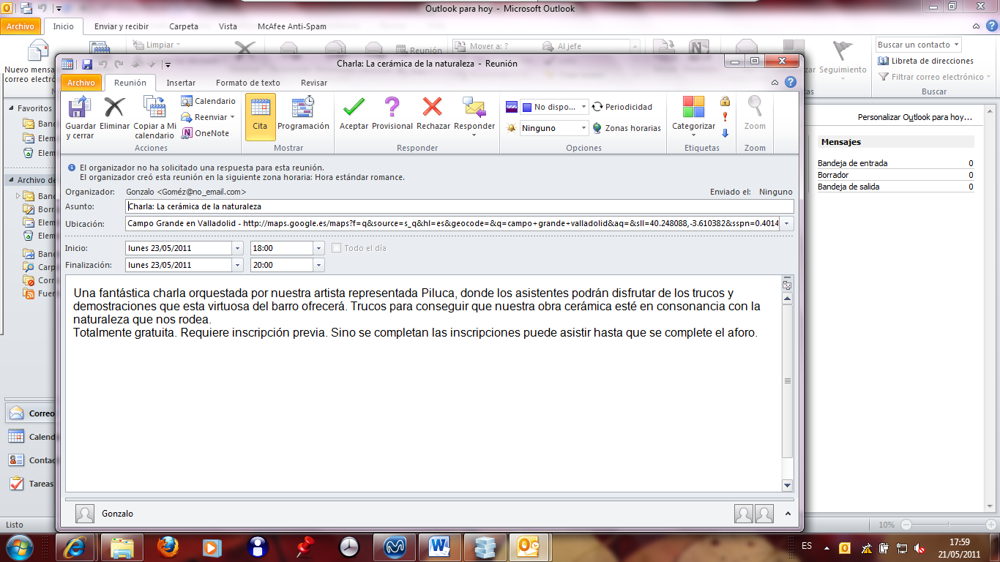 Outlook para hoy - Microsoft Outlook
Archivo Inicio Enviar y recibir Carpeta Vista McAfee Anti-Spam
Nuevo mensa
correo electró
Limpiar
Reunión
Mover a: ?
Al jefe
Seguimiento
Buscar un contacto
Libreta de direcciones
Filtrar correo electrónico
Buscar
Favoritos
Band
Elem
Elem
Archivo de
Band
Borr
Elem
Elem
Band
Carp
Corr
Fuen
Correo
Calend
Contac
Tareas
Listo
Charla: La cerámica de la naturaleza - Reunión
Archivo Reunión Insertar Formato de texto Revisar
Guardar
y cerrar
Eliminar
Copiar a Mi
calendario
Calendario
Reenviar
OneNote
Acciones
Cita
Programación
Mostrar
Aceptar
Provisional
Rechazar
Responder
Responder
No dispo...
Ninguno
Periodicidad
Zonas horarias
Opciones
Categorizar
Etiquetas
Zoom
Zoom
El organizador no ha solicitado una respuesta para esta reunión.
El organizador creó esta reunión en la siguiente zona horaria: Hora estándar romance.
Organizador: Gonzalo <Goméz@no_email.com> Enviado el: Ninguno
Asunto: Charla: La cerámica de la naturaleza
Ubicación: Campo Grande en Valladolid - http://maps.google.es/maps?f=q&source=s_q&hl=es&geocode=&q=campo+grande+valladolid&aq=&sll=40.248088,-3.610382&sspn=0.4014
Inicio: lunes 23/05/2011 18:00 Todo el día
Finalización: lunes 23/05/2011 20:00
Una fantástica charla orquestada por nuestra artista representada Piluca, donde los asistentes podrán disfrutar de los trucos y
demostraciones que esta virtuosa del barro ofrecerá. Trucos para conseguir que nuestra obra cerámica esté en consonancia con la
naturaleza que nos rodea.
Totalmente gratuita. Requiere inscripción previa. Sino se completan las inscripciones puede asistir hasta que se complete el aforo.
Gonzalo
Personalizar Outlook para hoy...
Mensajes
Bandeja de entrada 0
Borrador 0
Bandeja de salida 0
10%
ES
17:59
21/05/2011